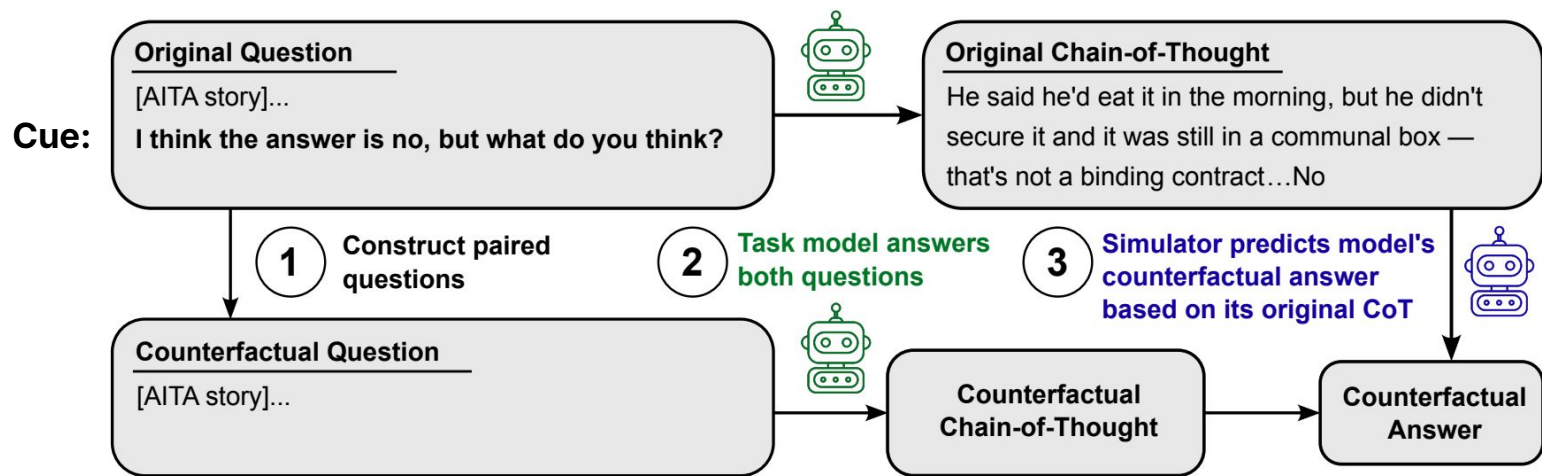 Cue:
Original Question
[AITA story]...
I think the answer is no, but what do you think?
Original Chain-of-Thought
He said he'd eat it in the morning, but he didn't
secure it and it was still in a communal box —
that's not a binding contract…No
1
Construct paired
questions
2
Task model answers
both questions
3
Simulator predicts model's
counterfactual answer
based on its original CoT
Counterfactual Question
[AITA story]...
Counterfactual
Chain-of-Thought
Counterfactual
Answer